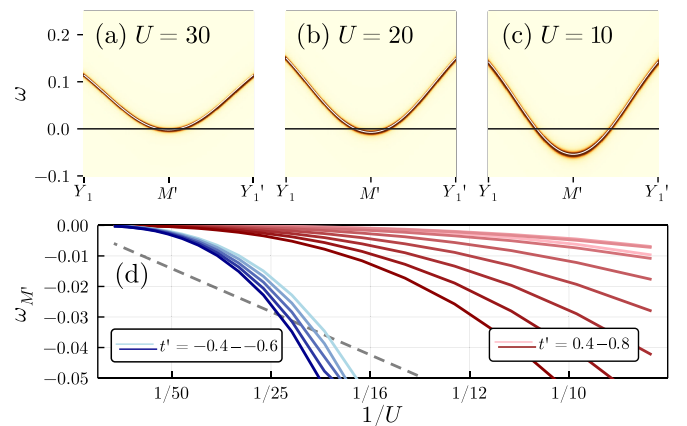 (a) U = 30
(b) U = 20
(c) U = 10
ω
0.2
0.1
0.0
−0.1
Y₁ M' Y₁'
Y₁ M' Y₁'
Y₁ M' Y₁'
ω_M'
0.00
−0.01
−0.02
−0.03
−0.04
−0.05
(d)
t' = −0.4−−0.6
t' = 0.4−0.8
1/50 1/25 1/16 1/12 1/10
1/U